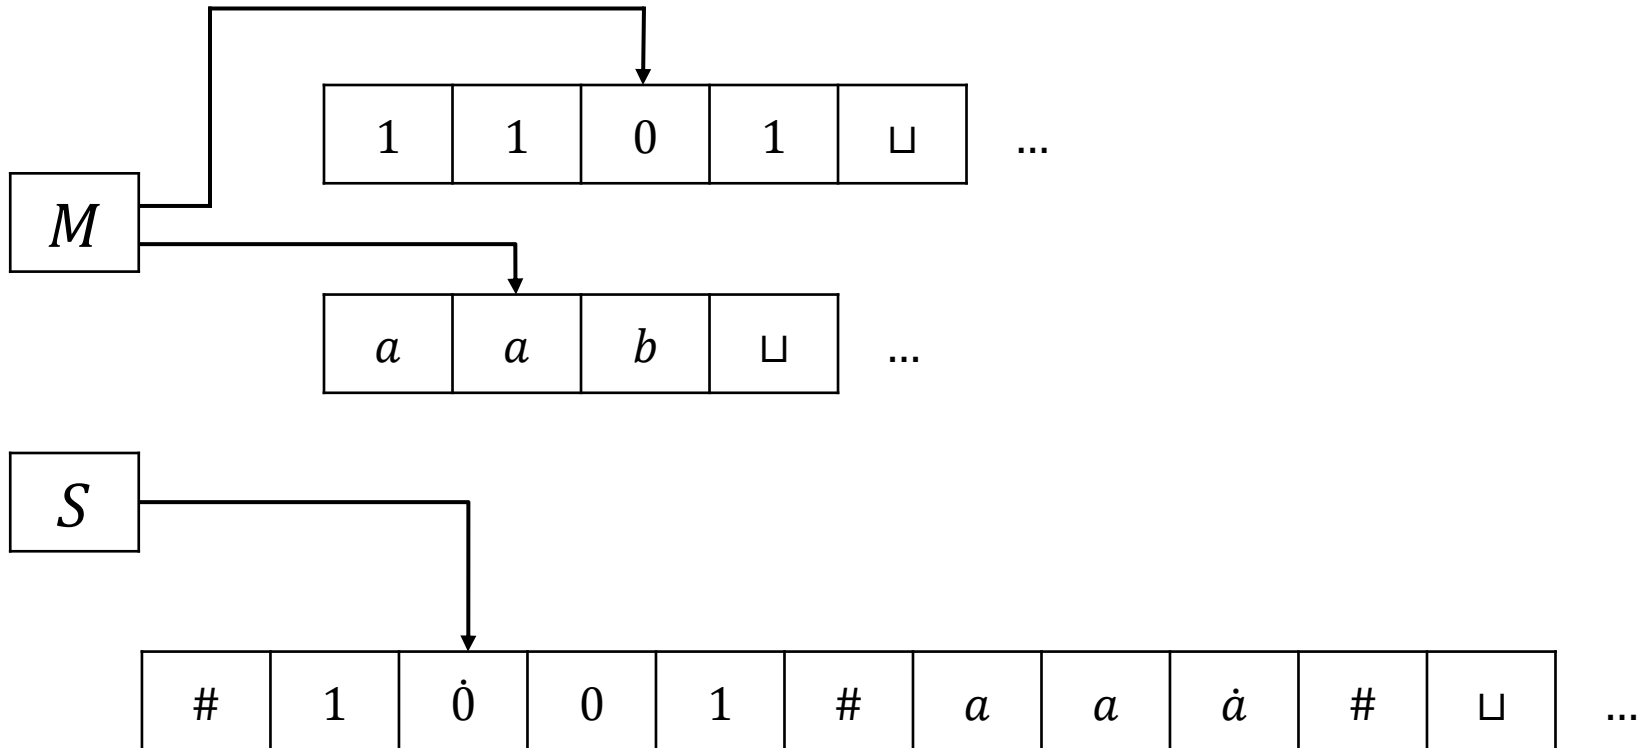 1 1 0 1 ⊔ ...
M
a a b ⊔ ...
S
# 1 0̇ 0 1 # a a ȧ # ⊔ ...